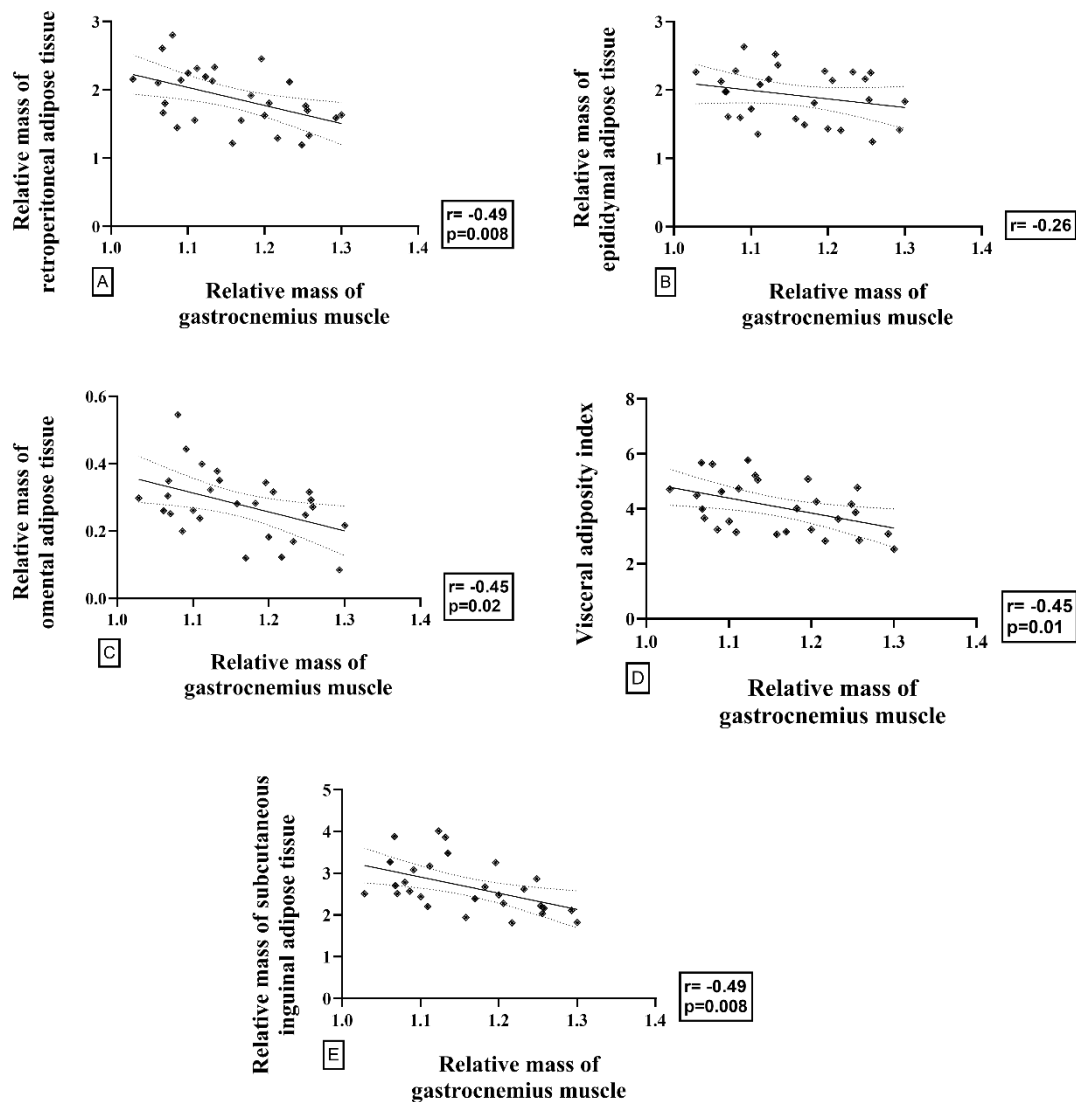 Relative mass of
retroperitoneal adipose tissue
3
2
1
0
1.0 1.1 1.2 1.3 1.4
r= -0.49
p=0.008
A
Relative mass of
gastrocnemius muscle
Relative mass of
epididymal adipose tissue
3
2
1
0
1.0 1.1 1.2 1.3 1.4
r= -0.26
B
Relative mass of
gastrocnemius muscle
Relative mass of
omental adipose tissue
0.6
0.4
0.2
0.0
1.0 1.1 1.2 1.3 1.4
r= -0.45
p=0.02
C
Relative mass of
gastrocnemius muscle
Visceral adiposity index
8
6
4
2
0
1.0 1.1 1.2 1.3 1.4
r= -0.45
p=0.01
D
Relative mass of
gastrocnemius muscle
Relative mass of subcutaneous
inguinal adipose tissue
5
4
3
2
1
0
1.0 1.1 1.2 1.3 1.4
r= -0.49
p=0.008
E
Relative mass of
gastrocnemius muscle